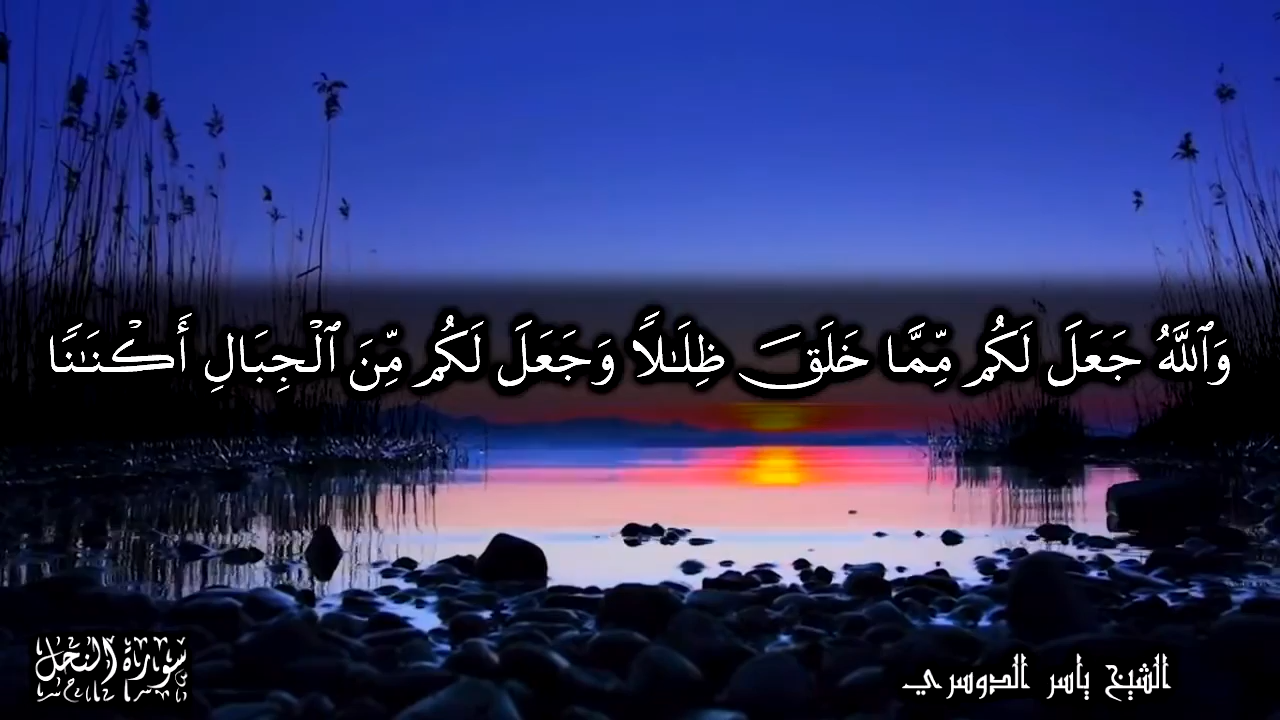 وَٱللَّهُ جَعَلَ لَكُم مِّمَّا خَلَقَ ظِلَـٰلًا وَجَعَلَ لَكُم مِّنَ ٱلْجِبَالِ أَكْنَـٰنًا
سورة النحل
الشيخ ياسر الدوسري